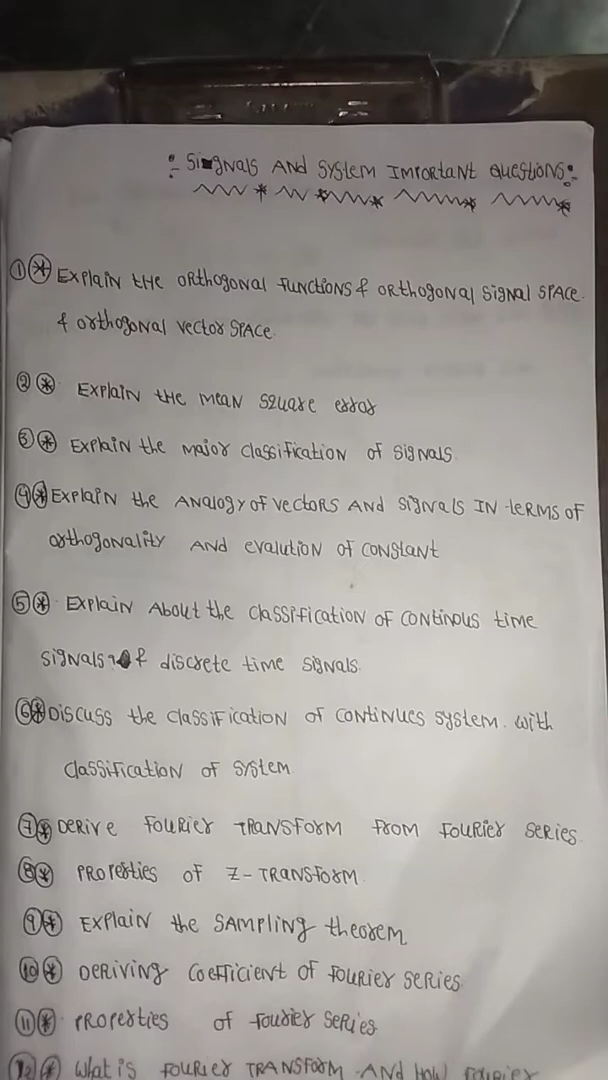 :- Signals And System Important Questions:-
① * Explain the orthogonal functions & orthogonal signal space.
& orthogonal vector space.
② * Explain the mean square error
③ * Explain the major classification of signals.
④ * Explain the Analogy of vectors And signals In terms of
orthogonality And evalution of constant
⑤ * Explain About the classification of continous time
signals & discrete time signals.
⑥ * Discuss the classification of continues system. with
classification of system
⑦ * Derive Fourier Transform from Fourier series.
⑧ * Properties of Z-Transform.
⑨ * Explain the Sampling theorem
⑩ * Deriving coefficient of Fourier series
⑪ * Properties of fourier series
⑫ * What is Fourier Transform And How Fourier